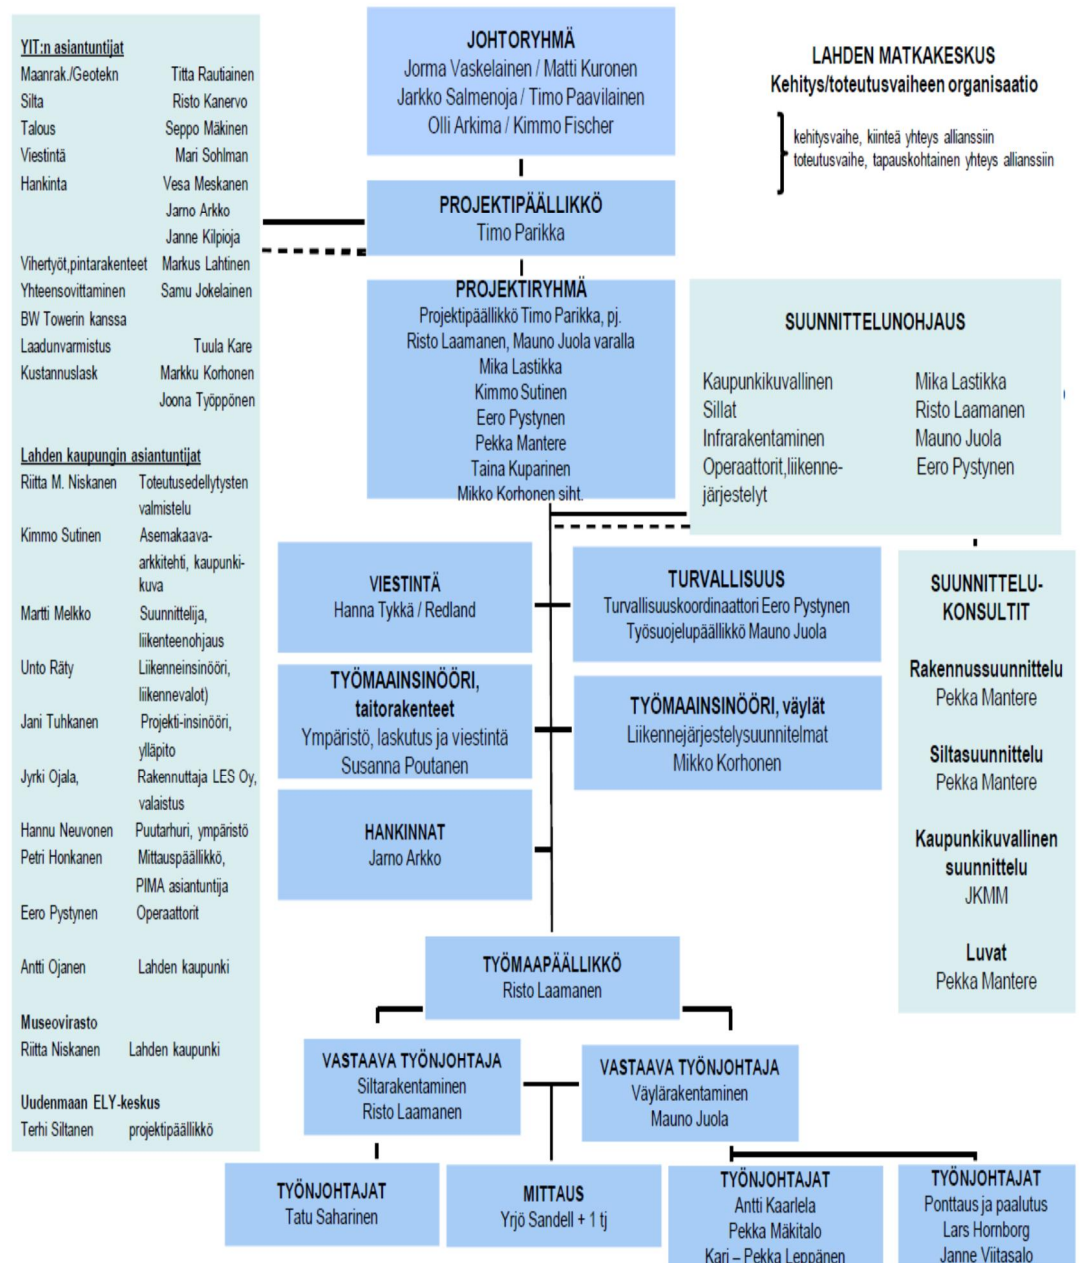 YIT:n asiantuntijat
Maanrak./Geotekn Titta Rautiainen
Silta Risto Kanervo
Talous Seppo Mäkinen
Viestintä Mari Sohlman
Hankinta Vesa Meskanen
Jarno Arkko
Janne Kilpioja
Vihertyöt,pintarakenteet Markus Lahtinen
Yhteensovittaminen Samu Jokelainen
BW Towerin kanssa
Laadunvarmistus Tuula Kare
Kustannuslask Markku Korhonen
Joona Työppönen
Lahden kaupungin asiantuntijat
Riitta M. Niskanen Toteutusedellytysten
valmistelu
Kimmo Sutinen Asemakaava-
arkkitehti, kaupunki-
kuva
Martti Melkko Suunnittelija,
liikenteenohjaus
Unto Räty Liikenneinsinööri,
liikennevalot)
Jani Tuhkanen Projekti-insinööri,
ylläpito
Jyrki Ojala, Rakennuttaja LES Oy,
valaistus
Hannu Neuvonen Puutarhuri, ympäristö
Petri Honkanen Mittauspäällikkö,
PIMA asiantuntija
Eero Pystynen Operaattorit
Antti Ojanen Lahden kaupunki
Museovirasto
Riitta Niskanen Lahden kaupunki
Uudenmaan ELY-keskus
Terhi Siltanen projektipäällikkö
JOHTORYHMÄ
Jorma Vaskelainen / Matti Kuronen
Jarkko Salmenoja / Timo Paavilainen
Olli Arkima / Kimmo Fischer
LAHDEN MATKAKESKUS
Kehitys/toteutusvaiheen organisaatio
kehitysvaihe, kiinteä yhteys allianssiin
toteutusvaihe, tapauskohtainen yhteys allianssiin
PROJEKTIPÄÄLLIKKÖ
Timo Parikka
PROJEKTIRYHMÄ
Projektipäällikkö Timo Parikka, pj.
Risto Laamanen, Mauno Juola varalla
Mika Lastikka
Kimmo Sutinen
Eero Pystynen
Pekka Mantere
Taina Kuparinen
Mikko Korhonen siht.
SUUNNITTELUNOHJAUS
Kaupunkikuvallinen Mika Lastikka
Sillat Risto Laamanen
Infrarakentaminen Mauno Juola
Operaattorit,liikenne- Eero Pystynen
järjestelyt
VIESTINTÄ
Hanna Tykkä / Redland
TURVALLISUUS
Turvallisuuskoordinaattori Eero Pystynen
Työsuojelupäällikkö Mauno Juola
TYÖMAAINSINÖÖRI,
taitorakenteet
Ympäristö, laskutus ja viestintä
Susanna Poutanen
TYÖMAAINSINÖÖRI, väylät
Liikennejärjestelysuunnitelmat
Mikko Korhonen
HANKINNAT
Jarno Arkko
SUUNNITTELU-
KONSULTIT
Rakennussuunnittelu
Pekka Mantere
Siltasuunnittelu
Pekka Mantere
Kaupunkikuvallinen
suunnittelu
JKMM
Luvat
Pekka Mantere
TYÖMAAPÄÄLLIKKÖ
Risto Laamanen
VASTAAVA TYÖNJOHTAJA
Siltarakentaminen
Risto Laamanen
VASTAAVA TYÖNJOHTAJA
Väylärakentaminen
Mauno Juola
TYÖNJOHTAJAT
Tatu Saharinen
MITTAUS
Yrjö Sandell + 1 tj
TYÖNJOHTAJAT
Antti Kaarlela
Pekka Mäkitalo
Kari – Pekka Leppänen
TYÖNJOHTAJAT
Ponttaus ja paalutus
Lars Hornborg
Janne Viitasalo